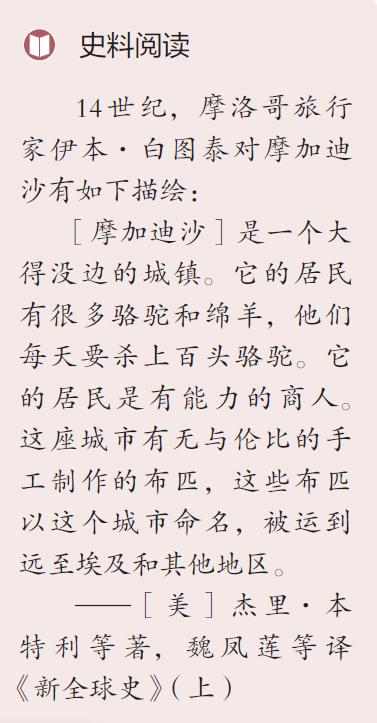 史料阅读
14世纪，摩洛哥旅行
家伊本·白图泰对摩加迪
沙有如下描绘：
[摩加迪沙]是一个大
得没边的城镇。它的居民
有很多骆驼和绵羊，他们
每天要杀上百头骆驼。它
的居民是有能力的商人。
这座城市有无与伦比的手
工制作的布匹，这些布匹
以这个城市命名，被运到
远至埃及和其他地区。
——[美]杰里·本
特利等著，魏凤莲等译
《新全球史》（上）